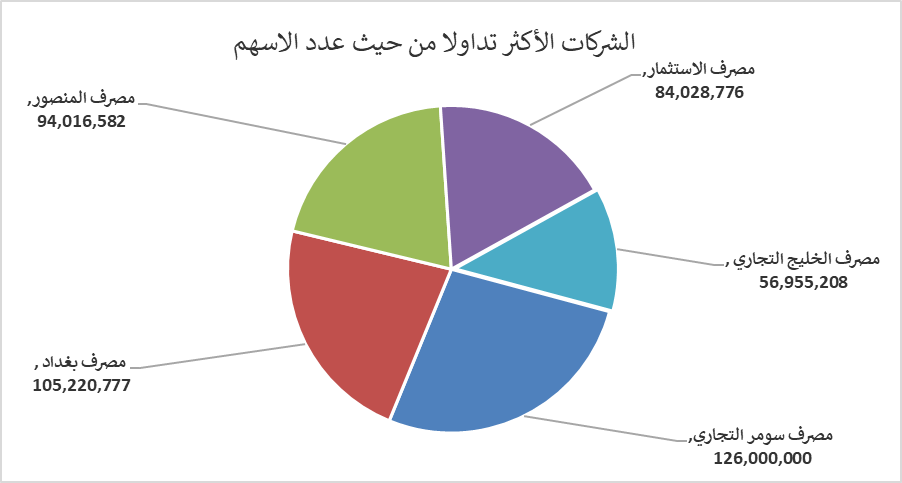 الشركات الأكثر تداولا من حيث عدد الاسهم
مصرف الاستثمار,
84,028,776
مصرف المنصور,
94,016,582
مصرف الخليج التجاري ,
56,955,208
مصرف بغداد ,
105,220,777
مصرف سومر التجاري,
126,000,000